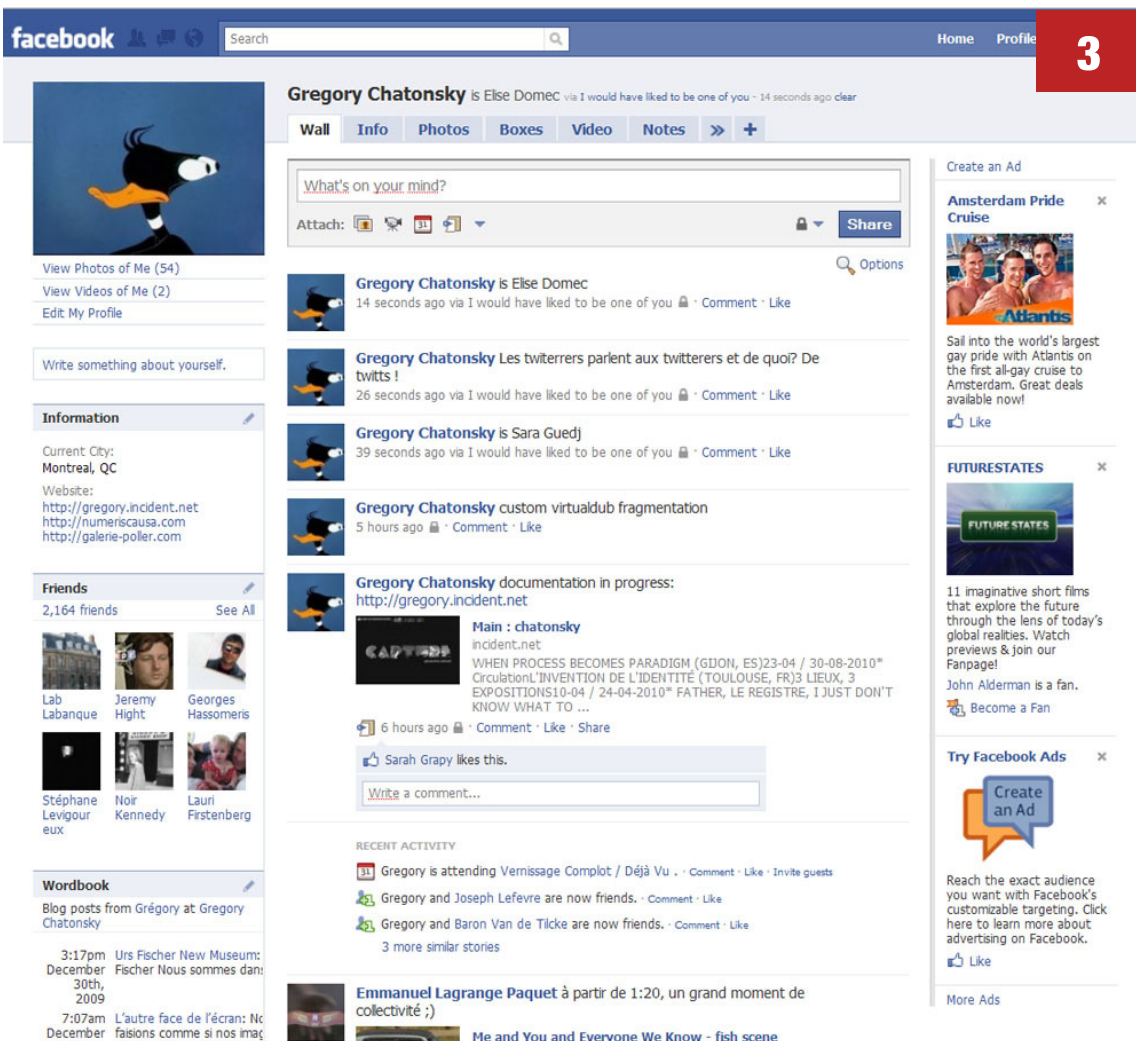 facebook
Search
Home Profile
3
Gregory Chatonsky is Elise Domec via I would have liked to be one of you - 14 seconds ago clear
Wall Info Photos Boxes Video Notes » +
What's on your mind?
Attach: 31 Share
Options
View Photos of Me (54)
View Videos of Me (2)
Edit My Profile
Write something about yourself.
Information
Current City:
Montreal, QC
Website:
http://gregory.incident.net
http://numeriscausa.com
http://galerie-poller.com
Friends
2,164 friends See All
Lab
Labanque
Jeremy
Hight
Georges
Hassomeris
Stéphane
Levigour
eux
Noir
Kennedy
Lauri
Firstenberg
Wordbook
Blog posts from Grégory at Gregory
Chatonsky
3:17pm
December
30th,
2009
Urs Fischer New Museum:
Fischer Nous sommes dans
7:07am
December
L'autre face de l'écran: No
faisions comme si nos imag
Gregory Chatonsky is Elise Domec
14 seconds ago via I would have liked to be one of you · Comment · Like
Gregory Chatonsky Les twiterrers parlent aux twitterers et de quoi? De
twitts !
26 seconds ago via I would have liked to be one of you · Comment · Like
Gregory Chatonsky is Sara Guedj
39 seconds ago via I would have liked to be one of you · Comment · Like
Gregory Chatonsky custom virtualdub fragmentation
5 hours ago · Comment · Like
Gregory Chatonsky documentation in progress:
http://gregory.incident.net
CAPTURE
Main : chatonsky
incident.net
WHEN PROCESS BECOMES PARADIGM (GIJON, ES)23-04 / 30-08-2010*
CirculationL'INVENTION DE L'IDENTITÉ (TOULOUSE, FR)3 LIEUX, 3
EXPOSITIONS10-04 / 24-04-2010* FATHER, LE REGISTRE, I JUST DON'T
KNOW WHAT TO ...
6 hours ago · Comment · Like · Share
Sarah Grapy likes this.
Write a comment...
RECENT ACTIVITY
31 Gregory is attending Vernissage Complot / Déjà Vu . · Comment · Like · Invite guests
Gregory and Joseph Lefevre are now friends. · Comment · Like
Gregory and Baron Van de Tilcke are now friends. · Comment · Like
3 more similar stories
Emmanuel Lagrange Paquet à partir de 1:20, un grand moment de
collectivité ;)
Me and You and Everyone We Know - fish scene
Create an Ad
Amsterdam Pride
Cruise
Atlantis
Sail into the world's largest
gay pride with Atlantis on
the first all-gay cruise to
Amsterdam. Great deals
available now!
Like
FUTURESTATES
FUTURE STATES
11 imaginative short films
that explore the future
through the lens of today's
global realities. Watch
previews & join our
Fanpage!
John Alderman is a fan.
Become a Fan
Try Facebook Ads
Create
an Ad
Reach the exact audience
you want with Facebook's
customizable targeting. Click
here to learn more about
advertising on Facebook.
Like
More Ads